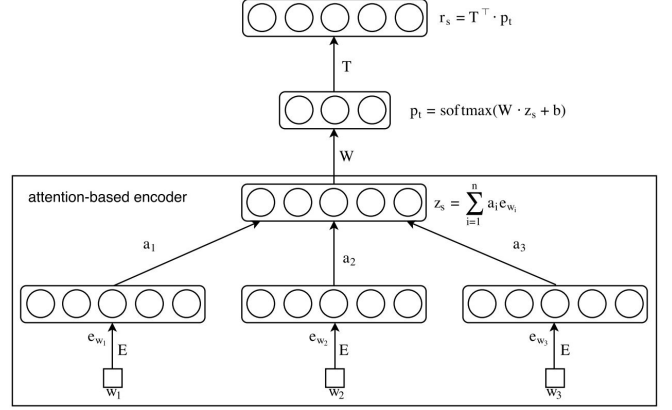 r_s = T^⊤ · p_t
T
p_t = softmax(W · z_s + b)
W
attention-based encoder
z_s = ∑_{i=1}^{n} a_i e_{w_i}
a_1
a_2
a_3
e_{w_1} E
e_{w_2} E
e_{w_3} E
w_1
w_2
w_3